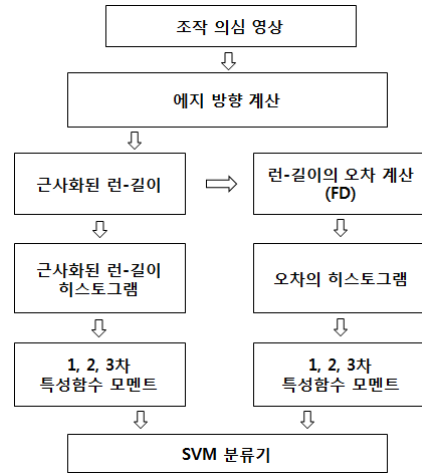 조작 의심 영상
에지 방향 계산
근사화된 런-길이
런-길이의 오차 계산
(FD)
근사화된 런-길이
히스토그램
오차의 히스토그램
1, 2, 3차
특성함수 모멘트
1, 2, 3차
특성함수 모멘트
SVM 분류기